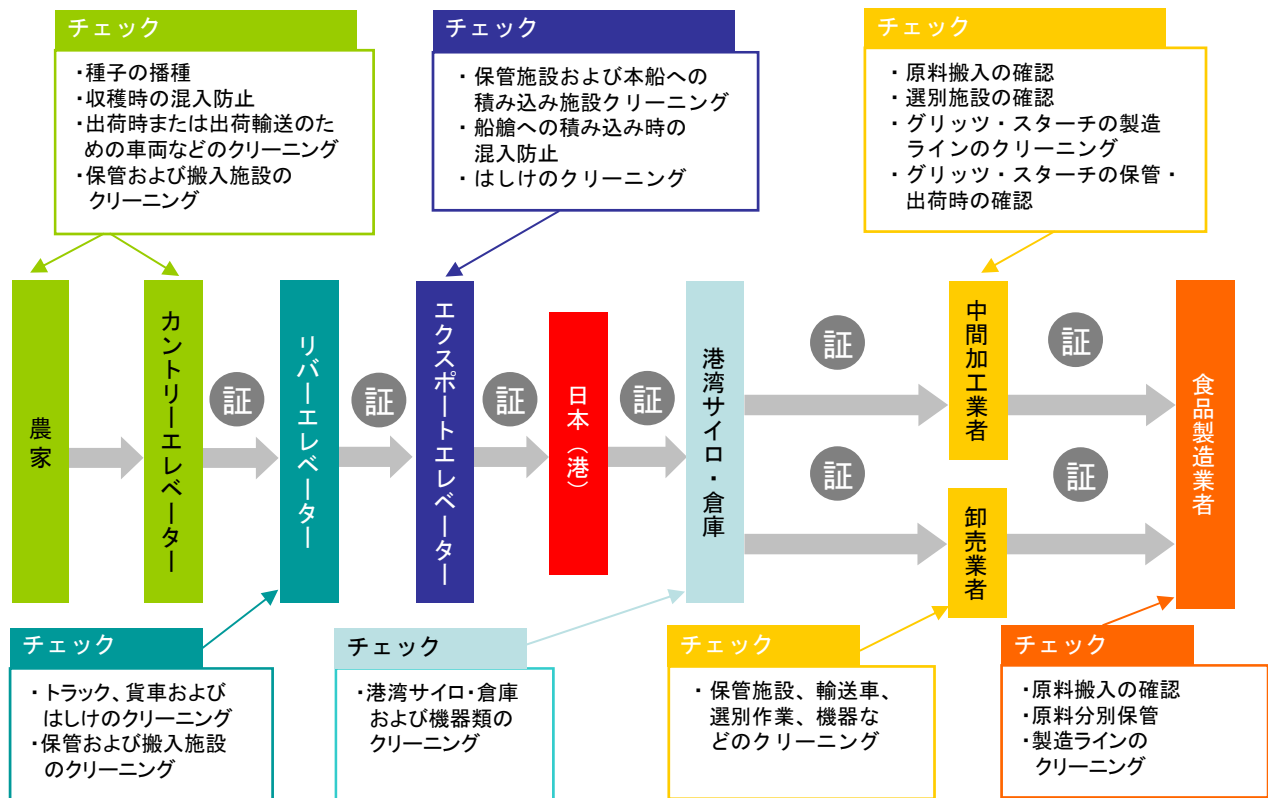 チェック
・種子の播種
・収穫時の混入防止
・出荷時または出荷輸送のた
めの車両などのクリーニング
・保管および搬入施設の
クリーニング
チェック
・保管施設および本船への
積み込み施設クリーニング
・船艙への積み込み時の
混入防止
・はしけのクリーニング
チェック
・原料搬入の確認
・選別施設の確認
・グリッツ・スターチの製造
ラインのクリーニング
・グリッツ・スターチの保管・
出荷時の確認
農家
カントリーエレベーター
証
リバーエレベーター
証
エクスポートエレベーター
証
日本（港）
証
港湾サイロ・倉庫
証
証
中間加工業者
卸売業者
証
証
食品製造業者
チェック
・トラック、貨車および
はしけのクリーニング
・保管および搬入施設
のクリーニング
チェック
・港湾サイロ・倉庫
および機器類の
クリーニング
チェック
・保管施設、輸送車、
選別作業、機器な
どのクリーニング
チェック
・原料搬入の確認
・原料分別保管
・製造ラインの
クリーニング